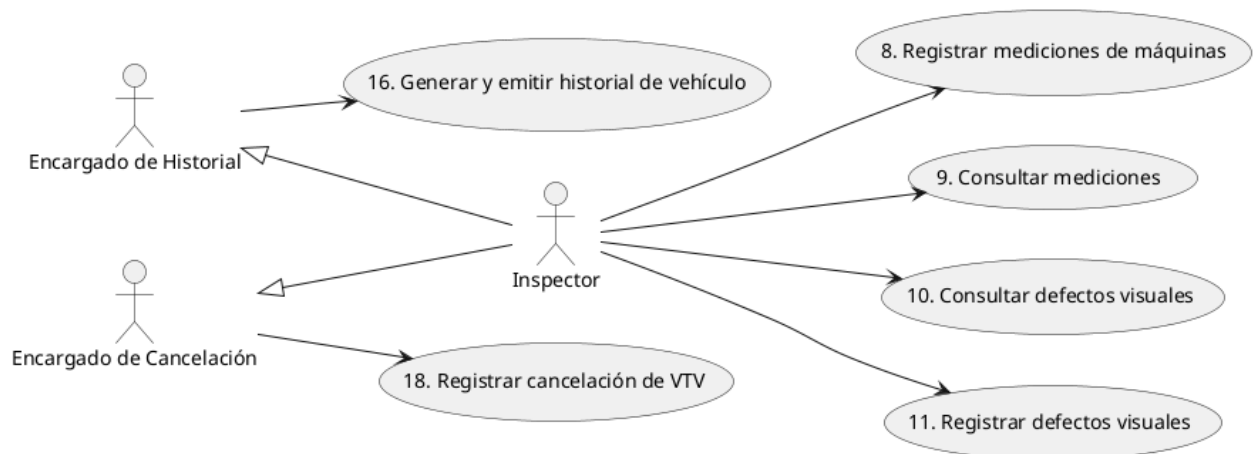 8. Registrar mediciones de máquinas
16. Generar y emitir historial de vehículo
Encargado de Historial
9. Consultar mediciones
Inspector
10. Consultar defectos visuales
Encargado de Cancelación
18. Registrar cancelación de VTV
11. Registrar defectos visuales